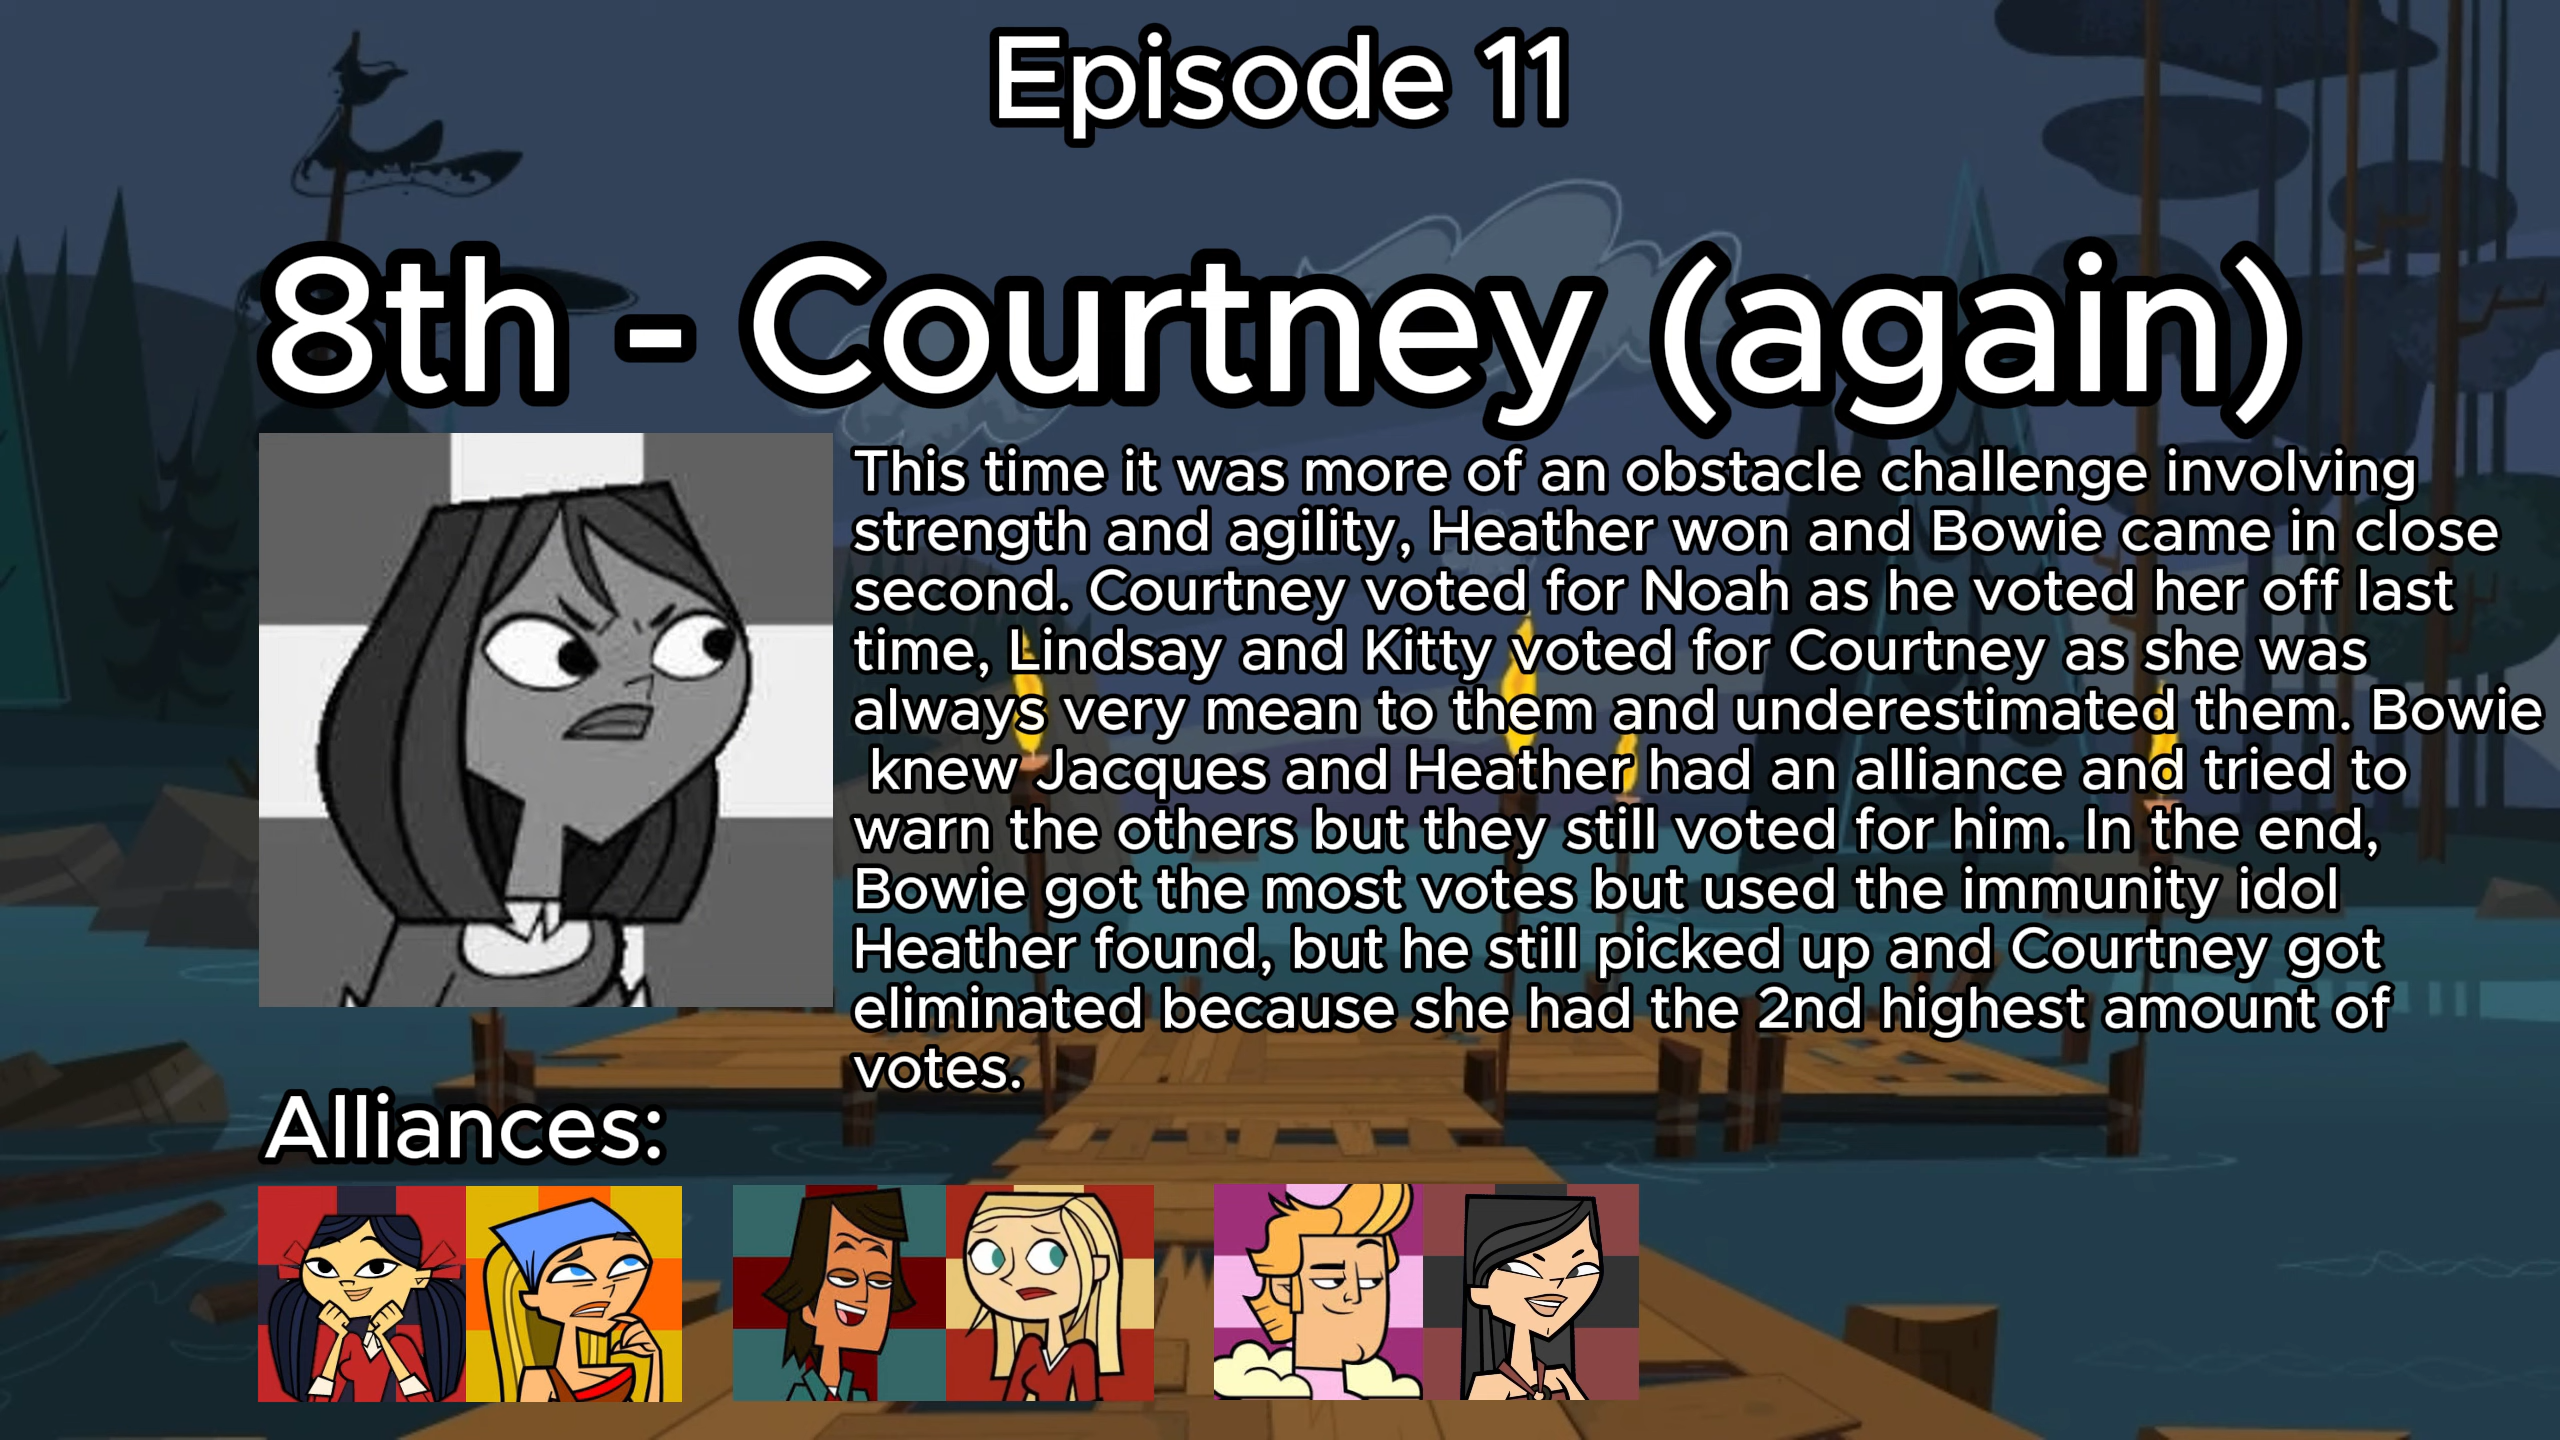 Episode 11
8th - Courtney (again)
This time it was more of an obstacle challenge involving
strength and agility, Heather won and Bowie came in close
second. Courtney voted for Noah as he voted her off last
time, Lindsay and Kitty voted for Courtney as she was
always very mean to them and underestimated them. Bowie
knew Jacques and Heather had an alliance and tried to
warn the others but they still voted for him. In the end,
Bowie got the most votes but used the immunity idol
Heather found, but he still picked up and Courtney got
eliminated because she had the 2nd highest amount of
votes.
Alliances: